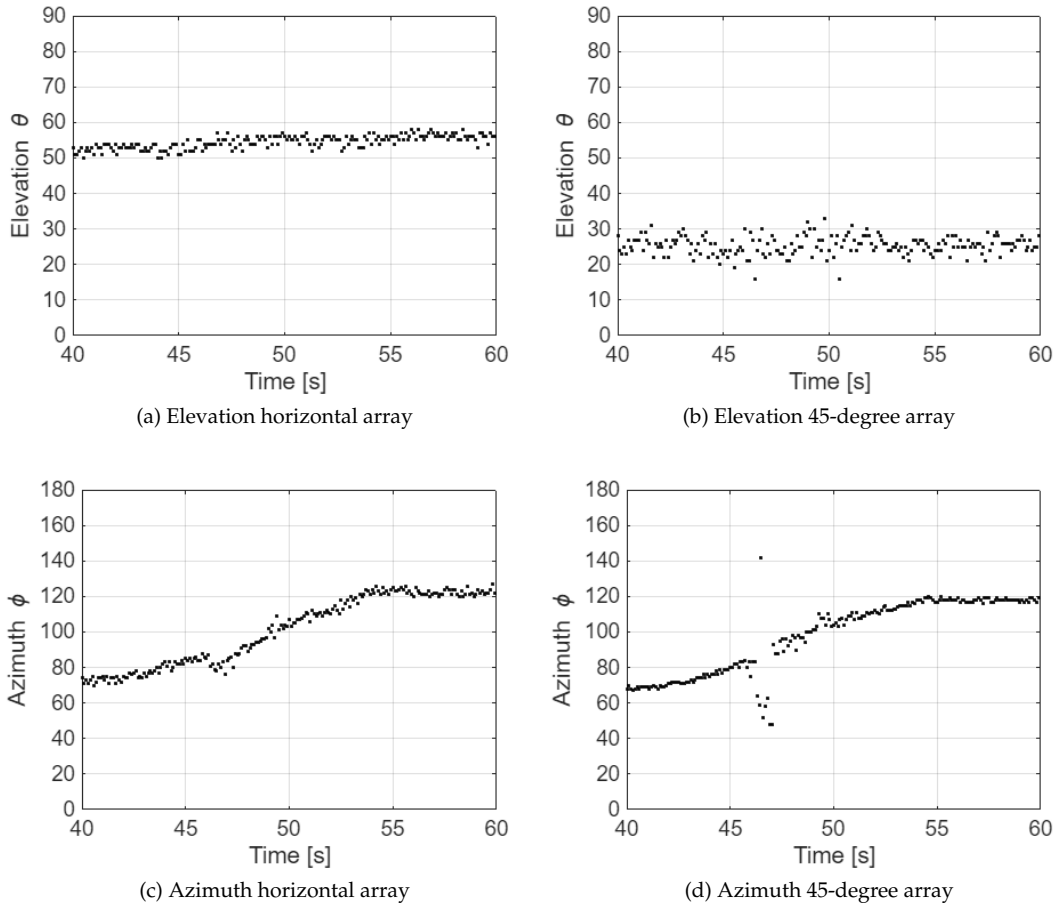 90
80
70
60
50
40
30
20
10
0
Elevation θ
40 45 50 55 60
Time [s]
(a) Elevation horizontal array
90
80
70
60
50
40
30
20
10
0
Elevation θ
40 45 50 55 60
Time [s]
(b) Elevation 45-degree array
180
160
140
120
100
80
60
40
20
0
Azimuth ϕ
40 45 50 55 60
Time [s]
(c) Azimuth horizontal array
180
160
140
120
100
80
60
40
20
0
Azimuth ϕ
40 45 50 55 60
Time [s]
(d) Azimuth 45-degree array